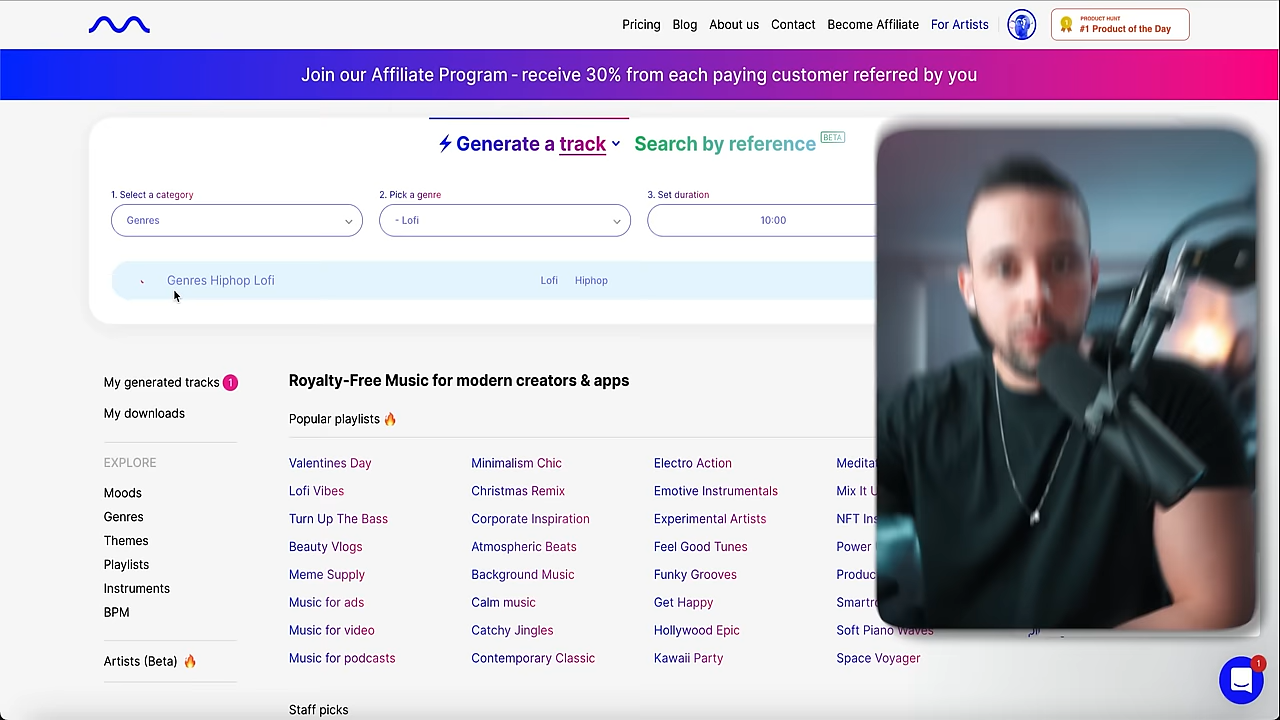 Pricing Blog About us Contact Become Affiliate For Artists
PRODUCT HUNT
#1 Product of the Day
Join our Affiliate Program - receive 30% from each paying customer referred by you
Generate a track Search by reference BETA
1. Select a category 2. Pick a genre 3. Set duration
Genres - Lofi 10:00
Genres Hiphop Lofi Lofi Hiphop
My generated tracks 1
My downloads
EXPLORE
Moods
Genres
Themes
Playlists
Instruments
BPM
Artists (Beta) 🔥
Royalty-Free Music for modern creators & apps
Popular playlists 🔥
Valentines Day Minimalism Chic Electro Action
Lofi Vibes Christmas Remix Emotive Instrumentals Mix It
Turn Up The Bass Corporate Inspiration Experimental Artists NFT
Beauty Vlogs Atmospheric Beats Feel Good Tunes Power
Meme Supply Background Music Funky Grooves
Music for ads Calm music Get Happy
Music for video Catchy Jingles Hollywood Epic Soft Piano Waves
Music for podcasts Contemporary Classic Kawaii Party Space Voyager
Staff picks
1